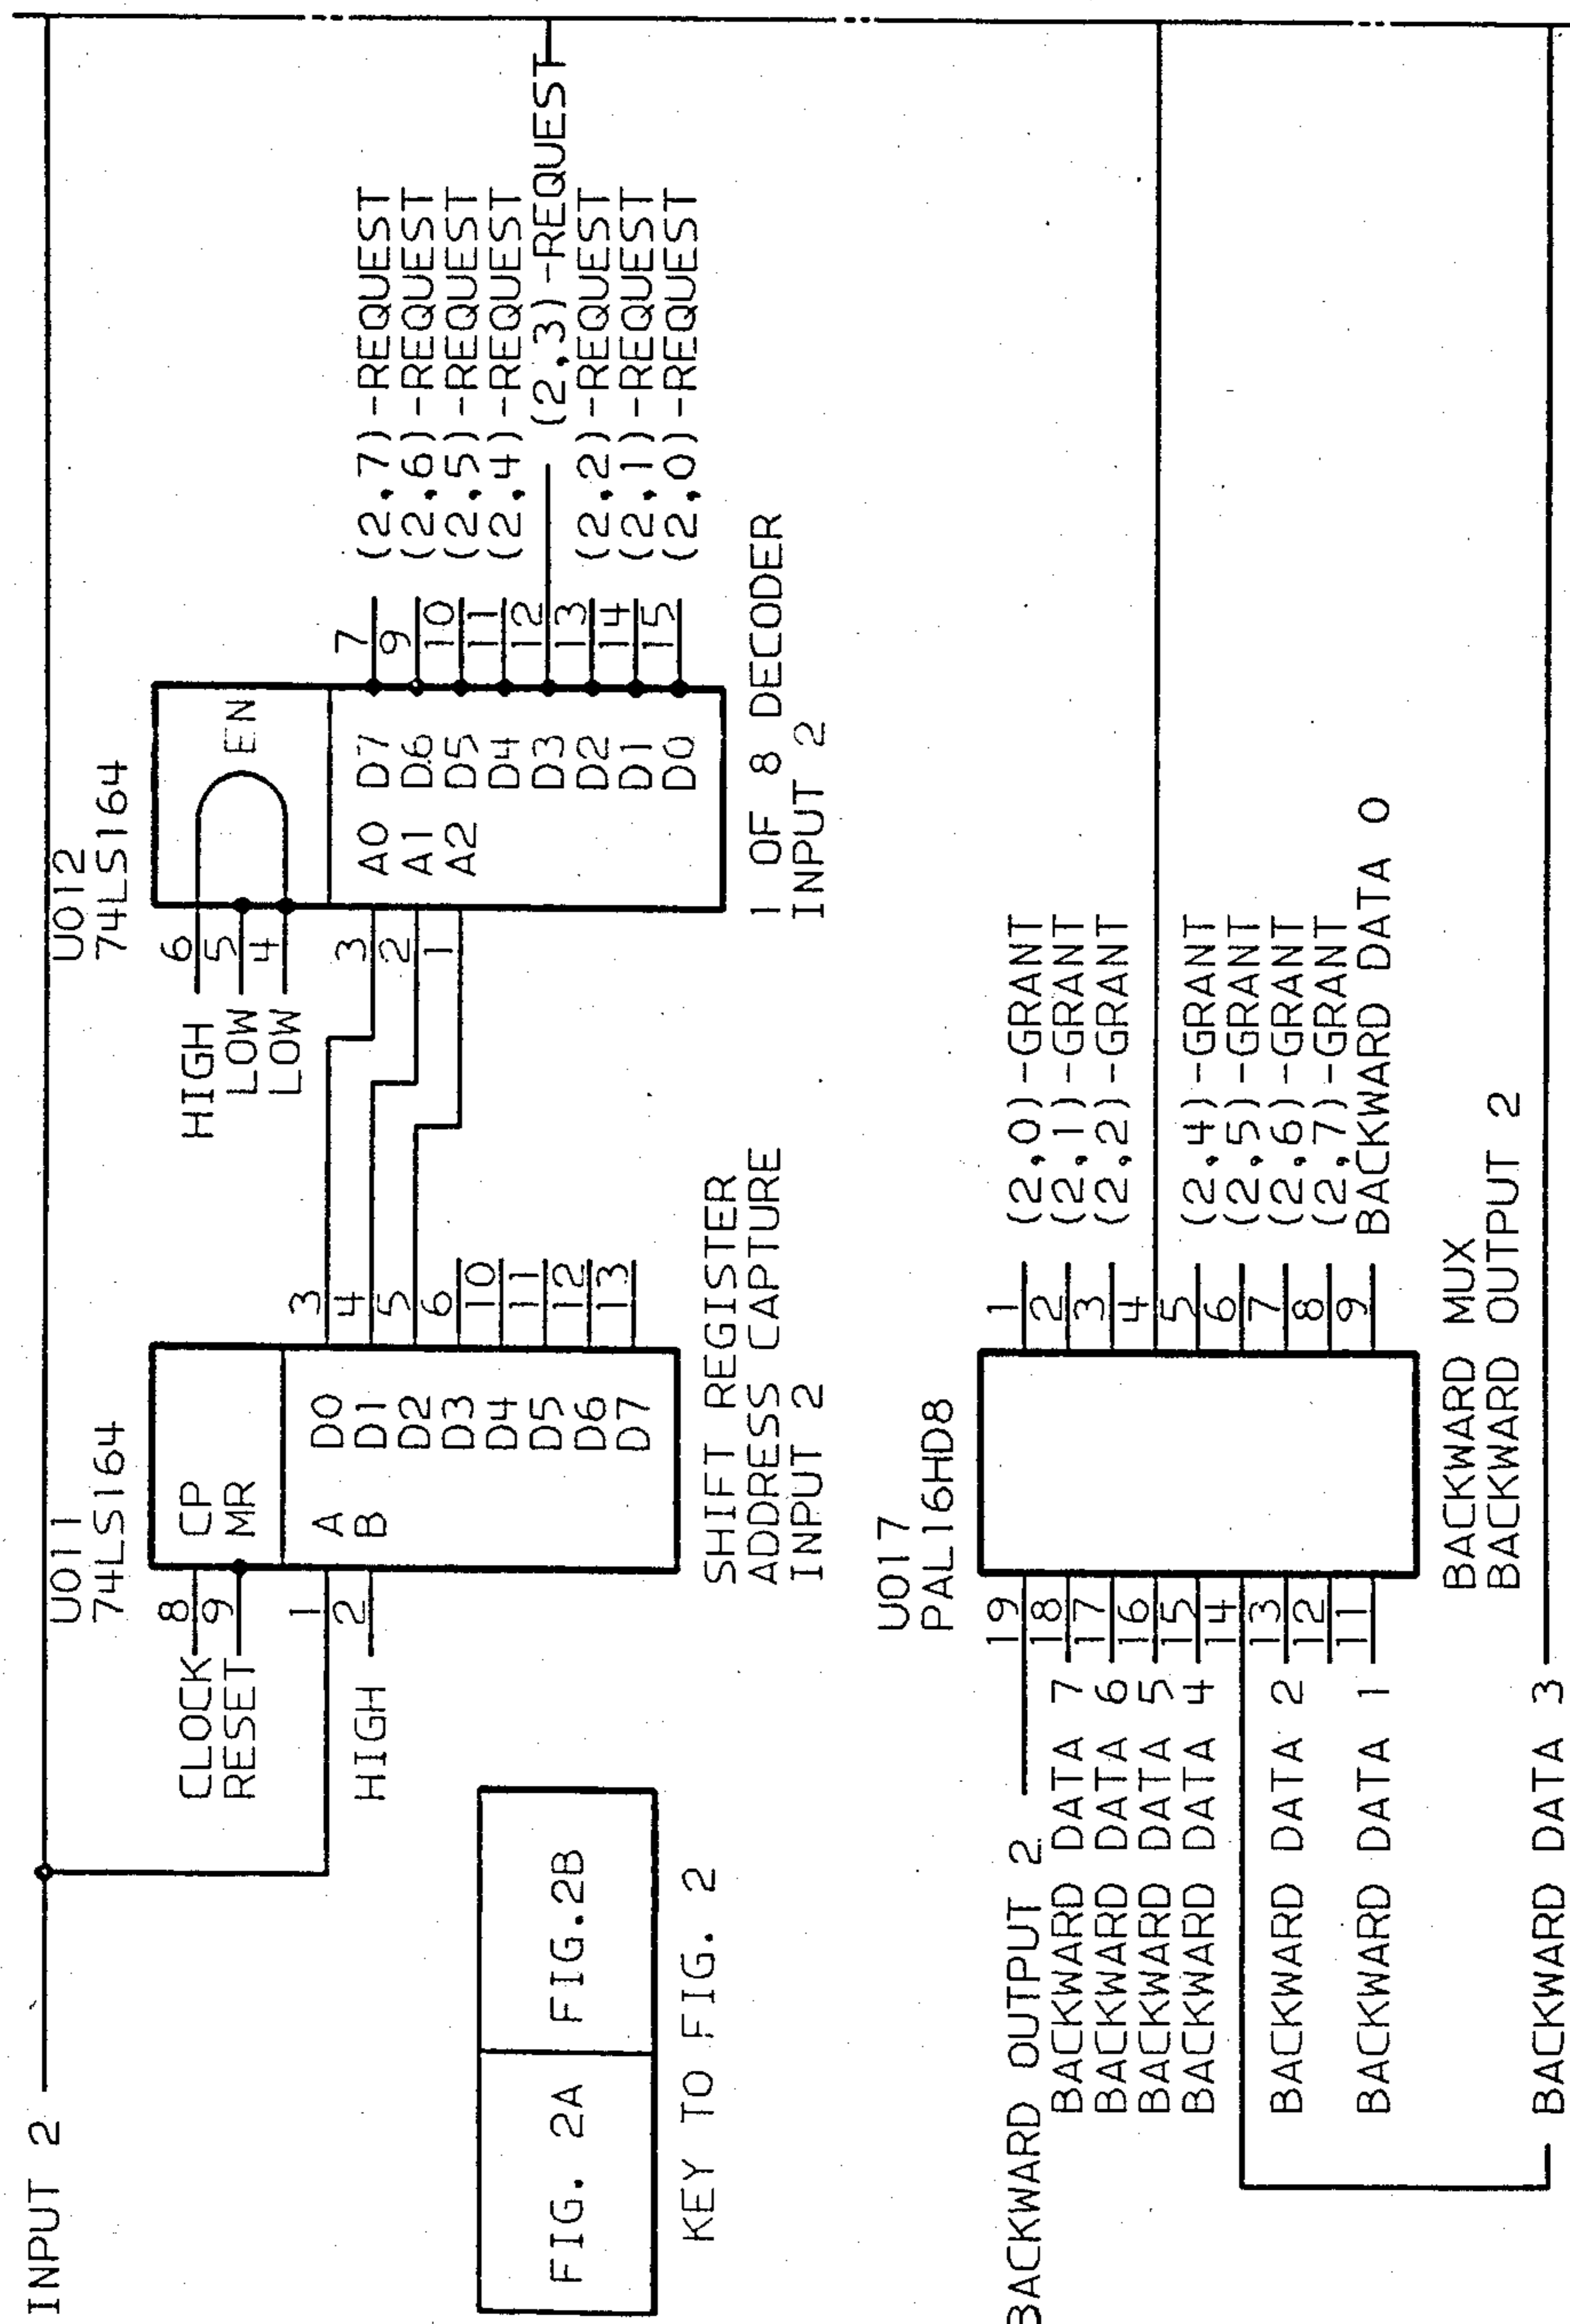 INPUT 2
U011
74LS164
CLOCK
RESET
8
9
CP
MR
1
2
HIGH
A
B
D0
D1
D2
D3
D4
D5
D6
D7
3
4
5
6
10
11
12
13
SHIFT REGISTER
ADDRESS CAPTURE
INPUT 2
U012
74LS164
HIGH
LOW
LOW
6
5
4
EN
3
2
1
A0
A1
A2
D7
D6
D5
D4
D3
D2
D1
D0
7
9
10
11
12
13
14
15
(2,7)-REQUEST
(2,6)-REQUEST
(2,5)-REQUEST
(2,4)-REQUEST
(2,3)-REQUEST
(2,2)-REQUEST
(2,1)-REQUEST
(2,0)-REQUEST
1 OF 8 DECODER
INPUT 2
FIG. 2A
FIG.2B
KEY TO FIG. 2
U017
PAL16HD8
BACKWARD OUTPUT 2
BACKWARD DATA 7
BACKWARD DATA 6
BACKWARD DATA 5
BACKWARD DATA 4
BACKWARD DATA 2
BACKWARD DATA 1
19
18
17
16
15
14
13
12
11
1
2
3
4
5
6
7
8
9
(2,0)-GRANT
(2,1)-GRANT
(2,2)-GRANT
(2,4)-GRANT
(2,5)-GRANT
(2,6)-GRANT
(2,7)-GRANT
BACKWARD DATA 0
BACKWARD MUX
BACKWARD OUTPUT 2
BACKWARD DATA 3